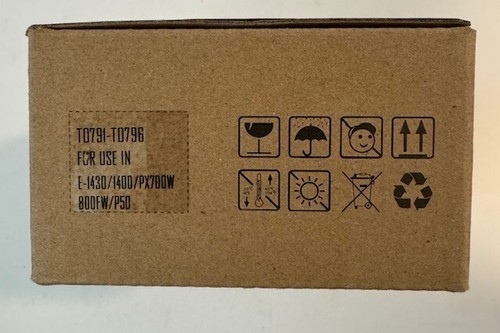 T0791-T0796
FOR USE IN
E-1430/1400/PX700W
800FW/P50